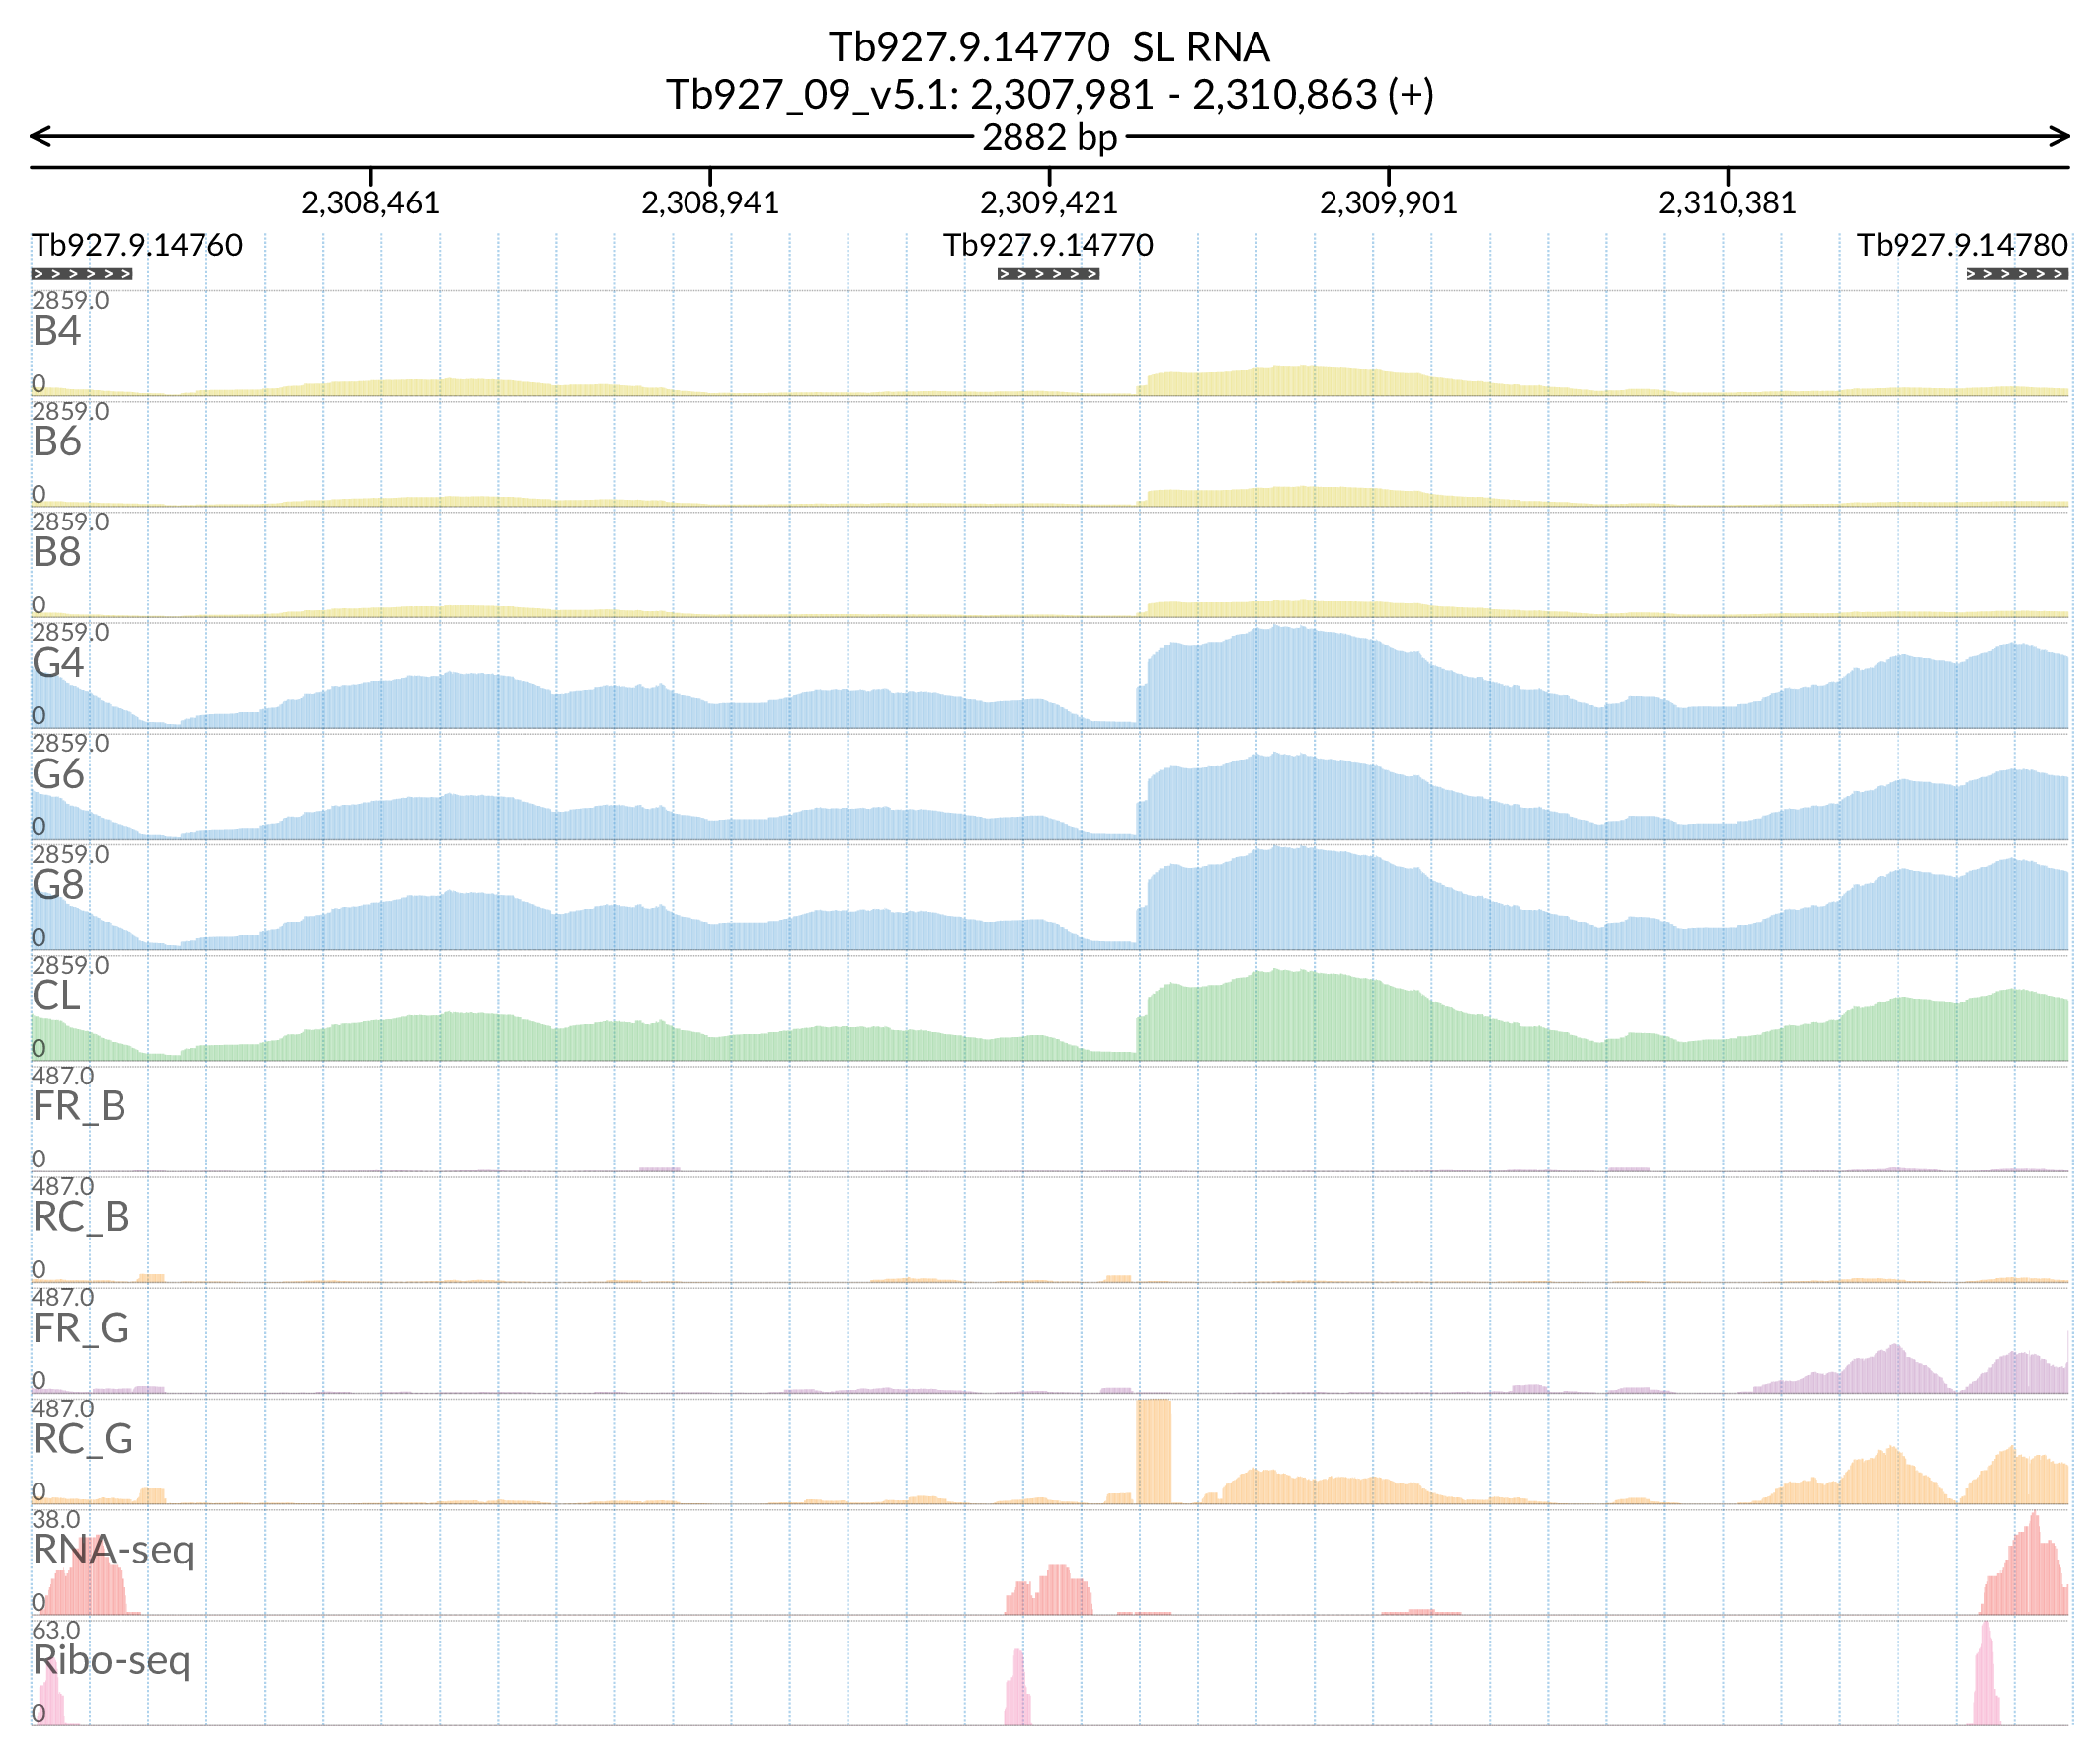 Tb927.9.14770  SL RNA
Tb927_09_v5.1: 2,307,981 - 2,310,863 (+)
2882 bp
2,308,461 2,308,941 2,309,421 2,309,901 2,310,381
Tb927.9.14760 Tb927.9.14770 Tb927.9.14780
2859.0
B4
0
2859.0
B6
0
2859.0
B8
0
2859.0
G4
0
2859.0
G6
0
2859.0
G8
0
2859.0
CL
0
487.0
FR_B
0
487.0
RC_B
0
487.0
FR_G
0
487.0
RC_G
0
38.0
RNA-seq
0
63.0
Ribo-seq
0